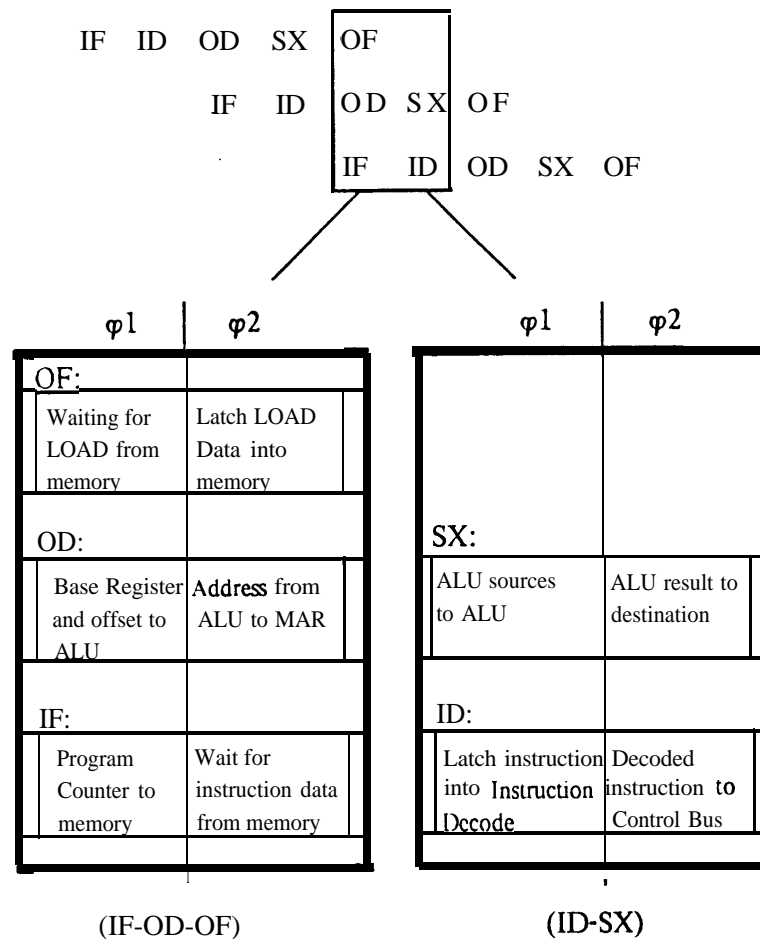 IF ID OD SX OF
IF ID OD SX OF
IF ID OD SX OF
φ1 φ2
OF:
Waiting for
LOAD from
memory
Latch LOAD
Data into
memory
OD:
Base Register
and offset to
ALU
Address from
ALU to MAR
IF:
Program
Counter to
memory
Wait for
instruction data
from memory
(IF-OD-OF)
φ1 φ2
SX:
ALU sources
to ALU
ALU result to
destination
ID:
Latch instruction
into Instruction
Decode
Decoded
instruction to
Control Bus
(ID-SX)